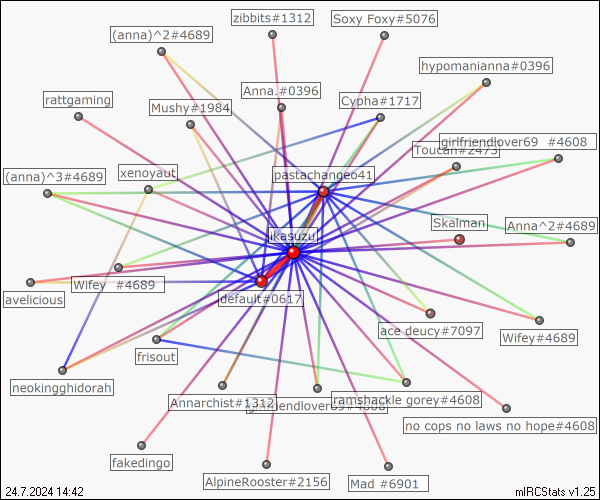 zibbits#1312
Soxy Foxy#5076
(anna)^2#4689
hypomanianna#0396
Anna.#0396
rattgaming
Cypha#1717
Mushy#1984
girlfriendlover69 #4608
Toucan#2473
xenoyaut
pastachangeo41
(anna)^3#4689
Skalman
Anna^2#4689
ikasuzu
Wifey #4689
avelicious
default#0617
ace deucy#7097
Wifey#4689
frisout
neokingghidorah
ramshackle gorey#4608
Annarchist#1312
girlfriendlover69#4608
no cops no laws no hope#4608
fakedingo
AlpineRooster#2156
Mad #6901
24.7.2024 14:42
mIRCStats v1.25